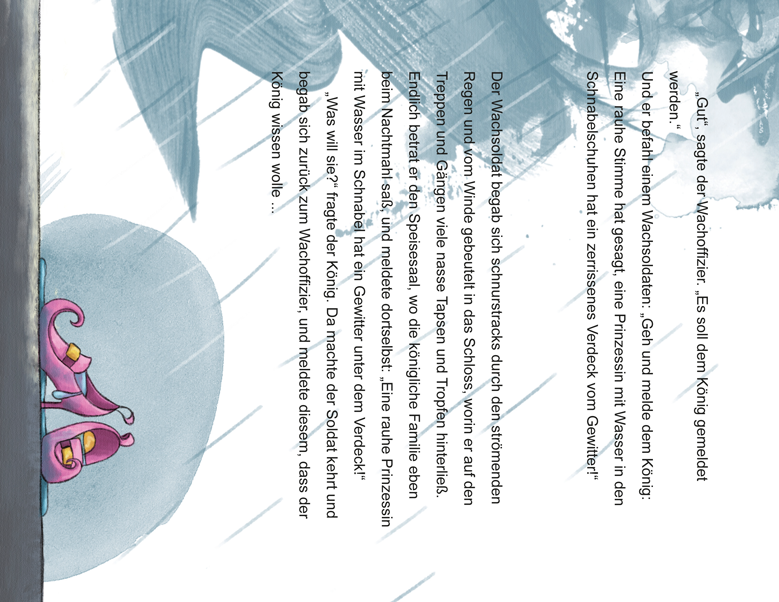 „Gut“, sagte der Wachoffizier. „Es soll dem König gemeldet
werden.“
Und er befahl einem Wachsoldaten: „Geh und melde dem König:
Eine rauhe Stimme hat gesagt, eine Prinzessin mit Wasser in den
Schnabelschuhen hat ein zerrissenes Verdeck vom Gewitter!“
Der Wachsoldat begab sich schnurstracks durch den strömenden
Regen und vom Winde gebeutelt in das Schloss, worin er auf den
Treppen und Gängen viele nasse Tapsen und Tropfen hinterließ.
Endlich betrat er den Speisesaal, wo die königliche Familie eben
beim Nachtmahl saß, und meldete dortselbst: „Eine rauhe Prinzessin
mit Wasser im Schnabel hat ein Gewitter unter dem Verdeck!“
„Was will sie?“ fragte der König. Da machte der Soldat kehrt und
begab sich zurück zum Wachoffizier, und meldete diesem, dass der
König wissen wolle ...